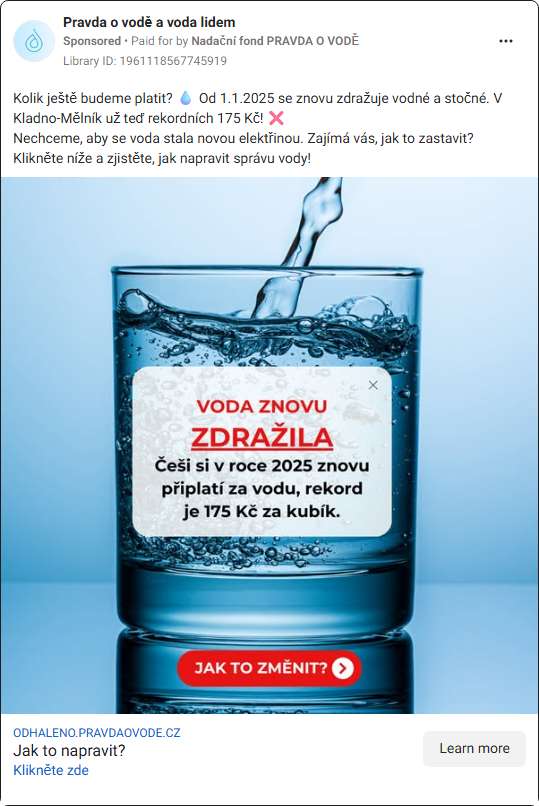 Pravda o vodě a voda lidem
Sponsored • Paid for by Nadační fond PRAVDA O VODĚ
Library ID: 1961118567745919
Kolik ještě budeme platit? 💧 Od 1.1.2025 se znovu zdražuje vodné a stočné. V
Kladno-Mělník už teď rekordních 175 Kč! ❌
Nechceme, aby se voda stala novou elektřinou. Zajímá vás, jak to zastavit?
Klikněte níže a zjistěte, jak napravit správu vody!
VODA ZNOVU
ZDRAŽILA
Češi si v roce 2025 znovu
připlatí za vodu, rekord
je 175 Kč za kubík.
JAK TO ZMĚNIT?
ODHALENO.PRAVDAOVODE.CZ
Jak to napravit?
Klikněte zde
Learn more